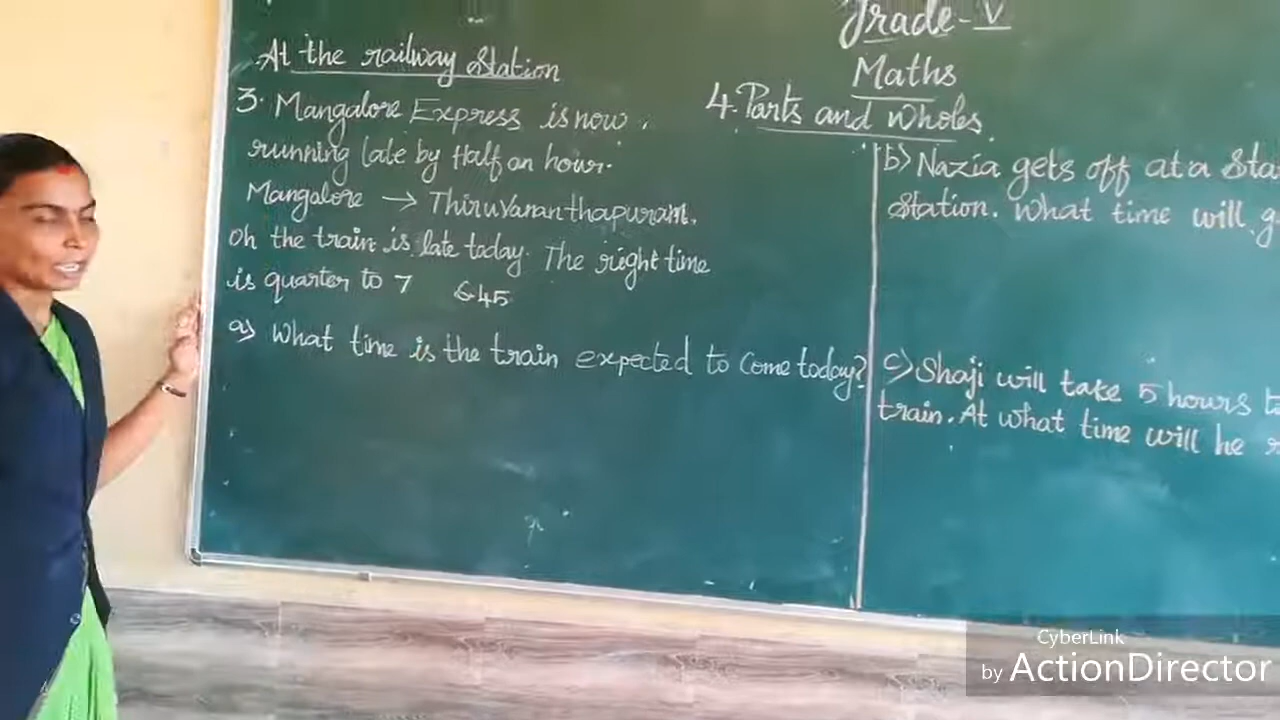 Grade - V
Maths
4. Parts and Wholes
At the railway Station
3. Mangalore Express is now
running late by Half an hour.
Mangalore → Thiruvananthapuram.
Oh the train is late today. The right time
is quarter to 7 6 45
a) What time is the train expected to Come today?
b) Nazia gets off at a
Station. What time will
c) Shaji will take 5 hours
train. At what time will he
CyberLink
by ActionDirector